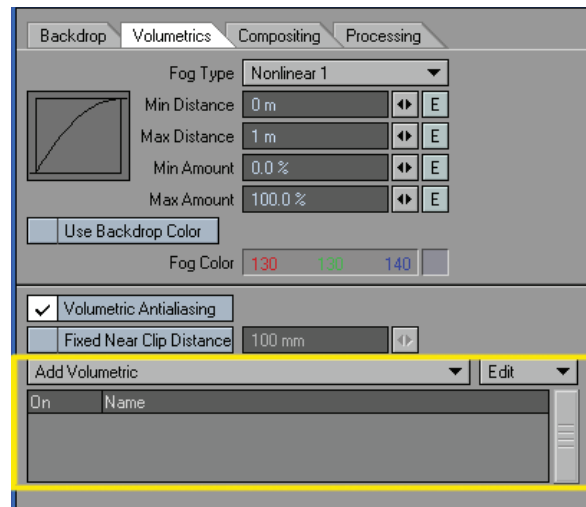 Backdrop Volumetrics Compositing Processing
Fog Type Nonlinear 1
Min Distance 0 m E
Max Distance 1 m E
Min Amount 0.0 % E
Max Amount 100.0 % E
Use Backdrop Color
Fog Color 130 130 140
Volumetric Antialiasing
Fixed Near Clip Distance 100 mm
Add Volumetric Edit
On Name